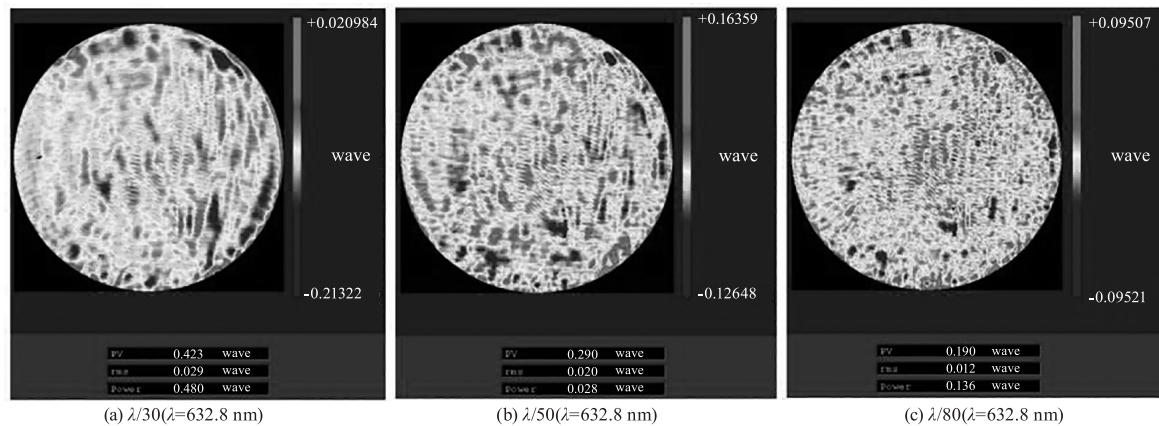 +0.020984
wave
-0.21322
PV 0.423 wave
rms 0.029 wave
Power 0.480 wave
(a) λ/30(λ=632.8 nm)
+0.16359
wave
-0.12648
PV 0.290 wave
rms 0.020 wave
Power 0.028 wave
(b) λ/50(λ=632.8 nm)
+0.09507
wave
-0.09521
PV 0.190 wave
rms 0.012 wave
Power 0.136 wave
(c) λ/80(λ=632.8 nm)